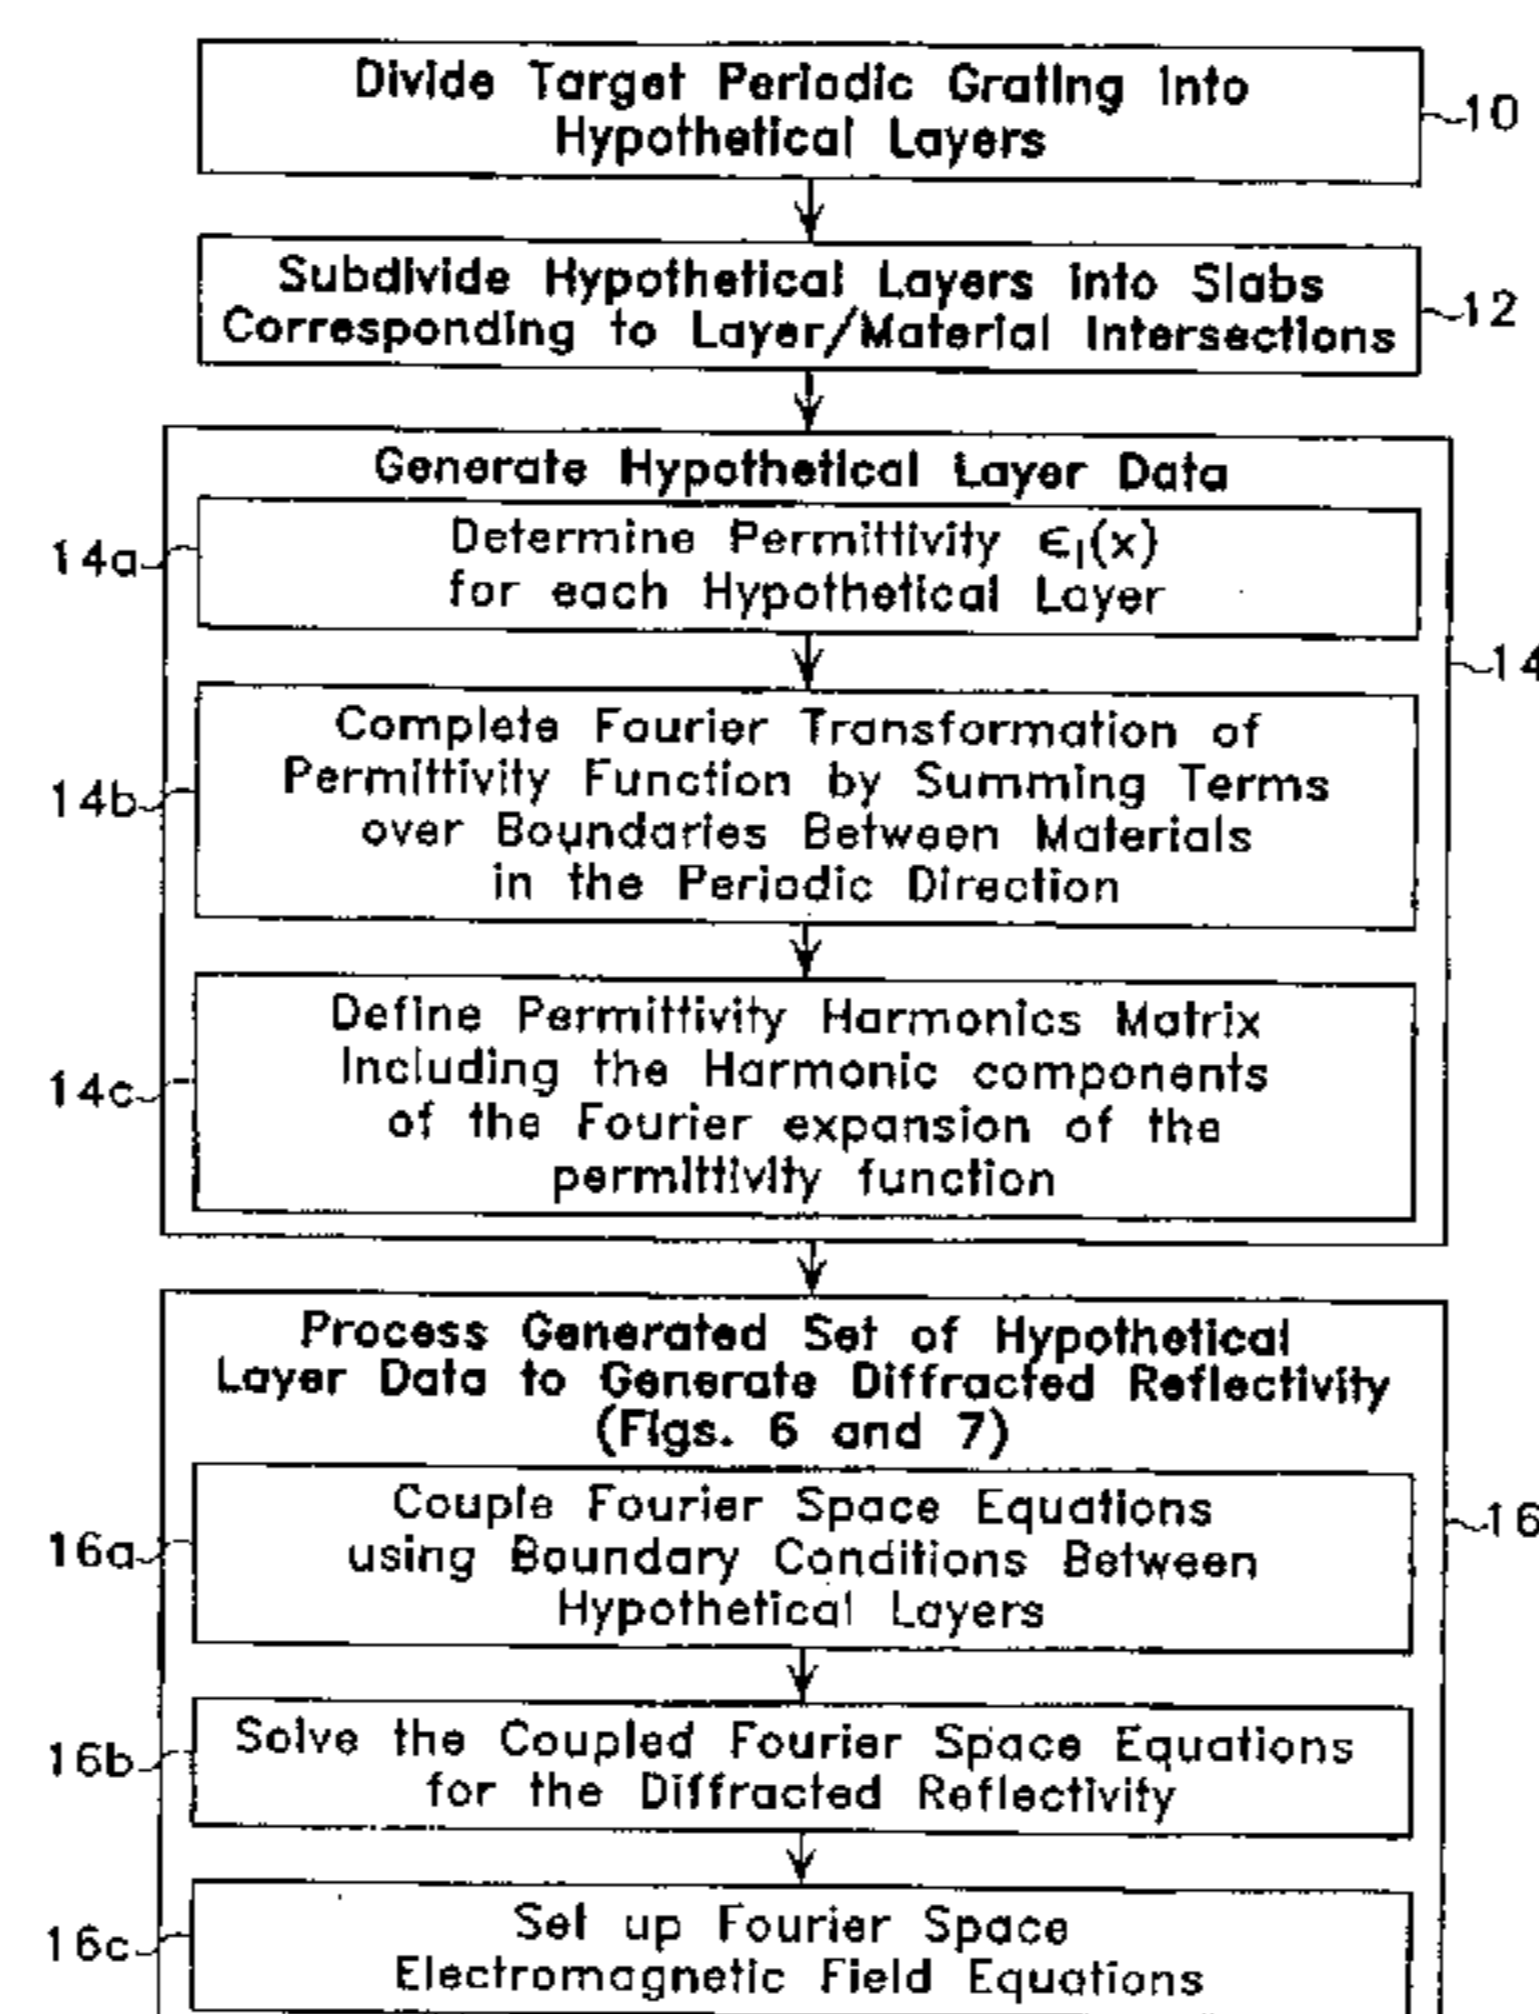 Divide Target Periodic Grating into
Hypothetical Layers
10
Subdivide Hypothetical Layers into Slabs
Corresponding to Layer/Material Intersections
12
Generate Hypothetical Layer Data
14a
Determine Permittivity ϵl(x)
for each Hypothetical Layer
14
14b
Complete Fourier Transformation of
Permittivity Function by Summing Terms
over Boundaries Between Materials
in the Periodic Direction
14c
Define Permittivity Harmonics Matrix
Including the Harmonic components
of the Fourier expansion of the
permittivity function
Process Generated Set of Hypothetical
Layer Data to Generate Diffracted Reflectivity
(Figs. 6 and 7)
16
16a
Couple Fourier Space Equations
using Boundary Conditions Between
Hypothetical Layers
16b
Solve the Coupled Fourier Space Equations
for the Diffracted Reflectivity
16c
Set up Fourier Space
Electromagnetic Field Equations